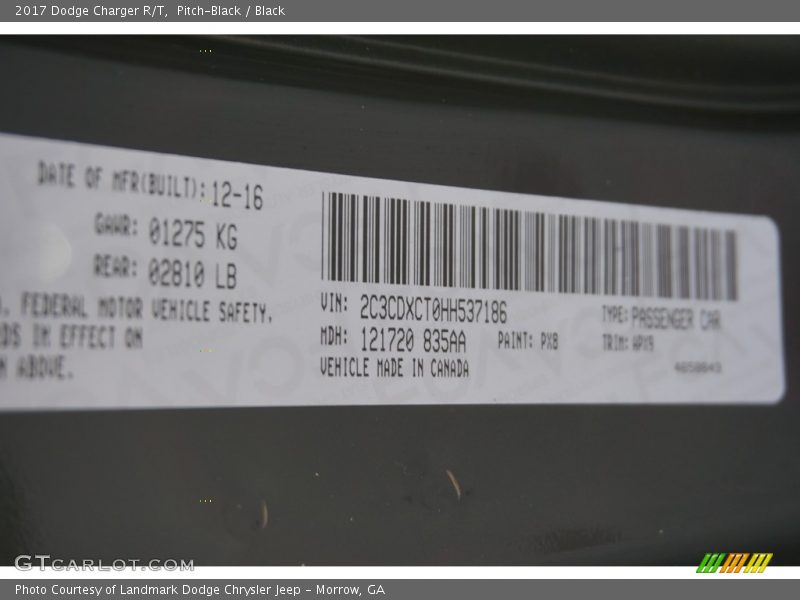 2017 Dodge Charger R/T, Pitch-Black / Black
DATE OF MFR(BUILT): 12-16
GAWR: 01275 KG
REAR: 02810 LB
FEDERAL MOTOR VEHICLE SAFETY.
IN EFFECT ON
ABOVE.
VIN: 2C3CDXCT0HH537186
MDH: 121720 835AA
PAINT: PX8
VEHICLE MADE IN CANADA
TYPE: PASSENGER CAR
TRIM: APX9
GTCARLOT.COM
Photo Courtesy of Landmark Dodge Chrysler Jeep - Morrow, GA